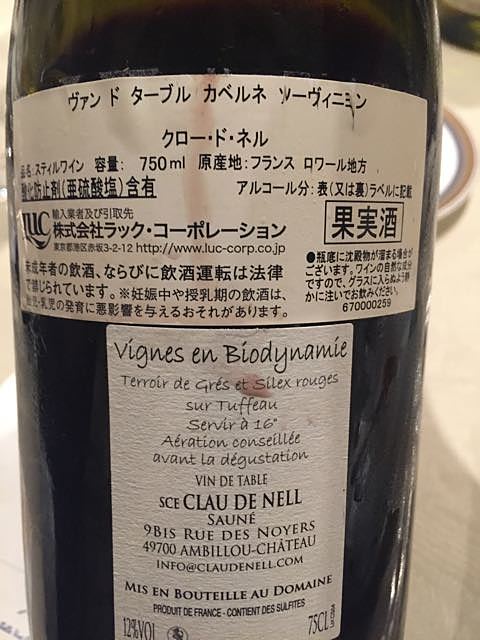 ヴァン ド ターブル カベルネ ソーヴィニヨン
クロー・ド・ネル
品名:スティルワイン 容量: 750ml 原産地:フランス ロワール地方
酸化防止剤(亜硫酸塩)含有 アルコール分:表(又は裏)ラベルに記載
LUC 輸入業者及び引取先
株式会社ラック・コーポレーション
東京都港区赤坂3-2-12 http://www.luc-corp.co.jp
果実酒
未成年者の飲酒、ならびに飲酒運転は法律
で禁じられています。※妊娠中や授乳期の飲酒は、
胎児・乳児の発育に悪影響を与えるおそれがあります。
●瓶底に沈殿物が溜まる場合が
ございます。ワインの自然な成分
ですので、グラスに入らぬよう静
かに注いでお飲みください。
670000259
Vignes en Biodynamie
Terroir de Grés et Silex rouges
sur Tuffeau
Servir à 16°
Aération conseillée
avant la dégustation
VIN DE TABLE
SCE CLAU DE NELL
SAUNÉ
9BIS RUE DES NOYERS
49700 AMBILLOU-CHÂTEAU
INFO@CLAUDENELL.COM
MIS EN BOUTEILLE AU DOMAINE
PRODUIT DE FRANCE - CONTIENT DES SULFITES
12%VOL 75CL